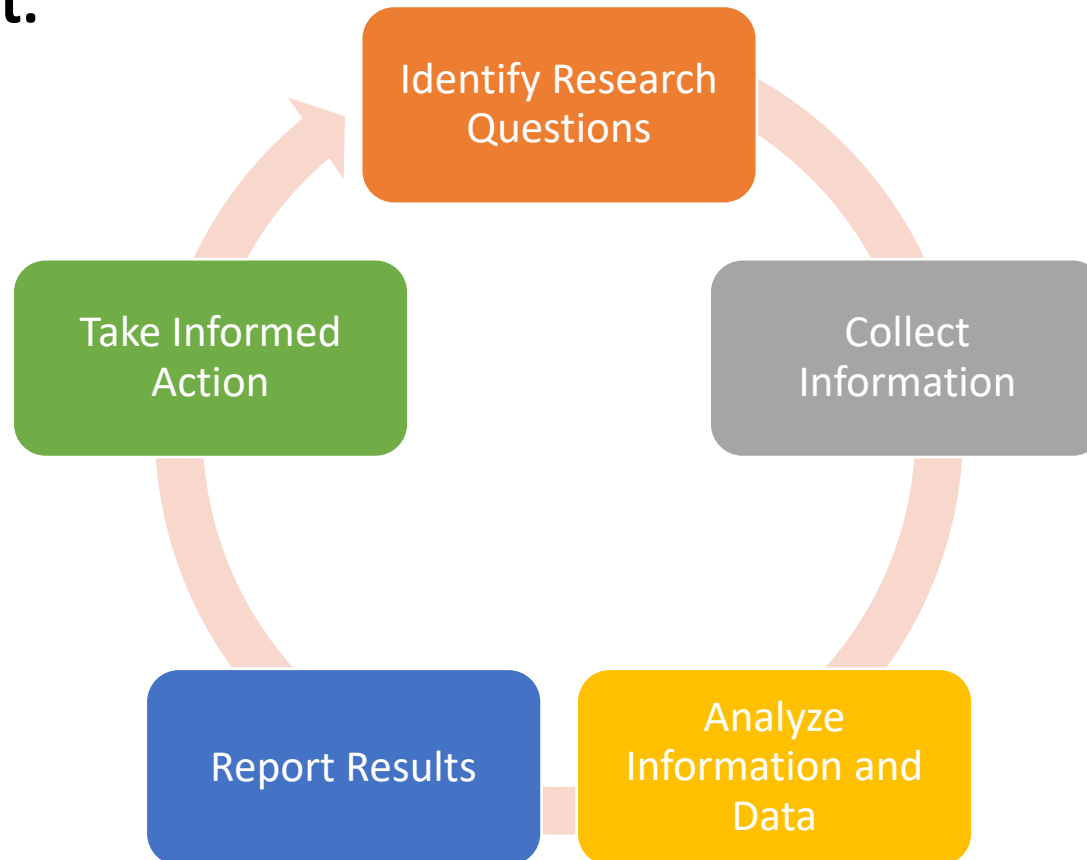 t.
Identify Research
Questions
Collect
Information
Analyze
Information and
Data
Report Results
Take Informed
Action